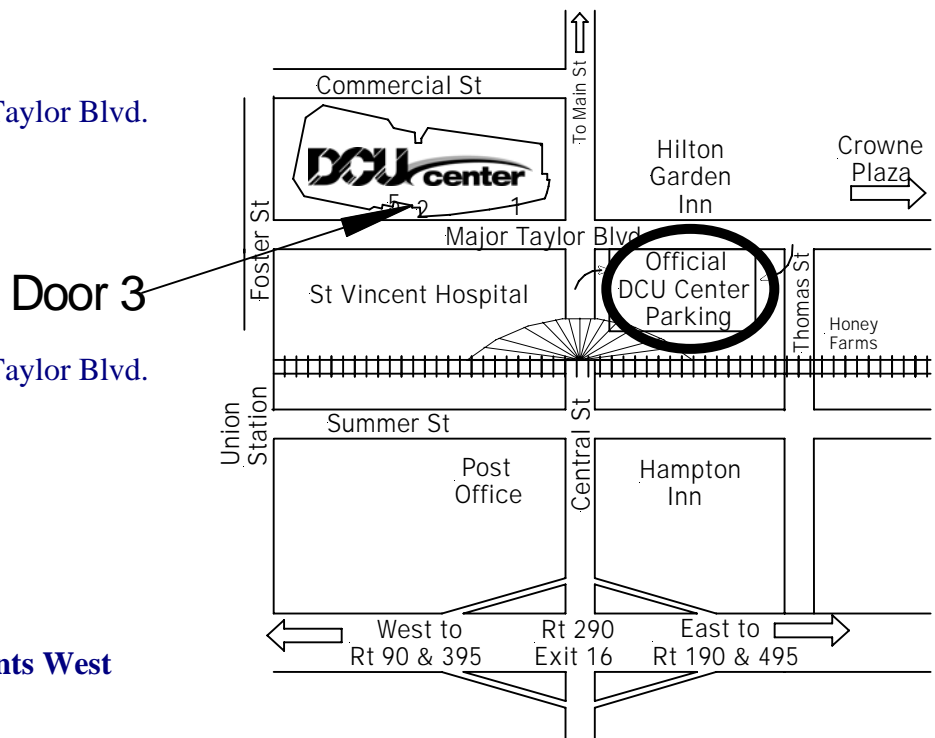 To Main St
Commercial St
Taylor Blvd.
DCU center
5 2 1
Hilton
Garden
Inn
Crowne
Plaza
Major Taylor Blvd
Foster St
Door 3
St Vincent Hospital
Official
DCU Center
Parking
Thomas St
Honey
Farms
Taylor Blvd.
Union
Station
Summer St
Central St
Post
Office
Hampton
Inn
West to
Rt 90 & 395
Rt 290
Exit 16
East to
Rt 190 & 495
nts West